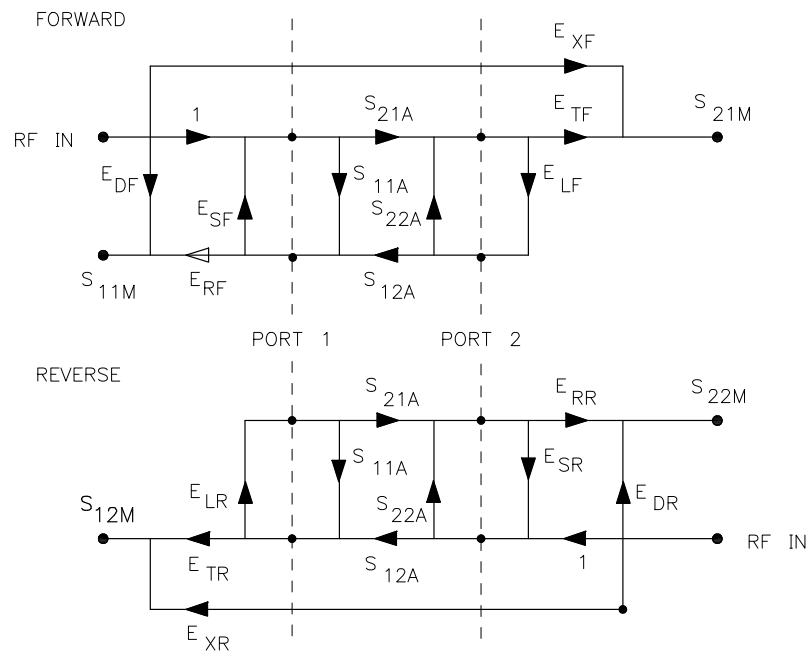 FORWARD
E XF
1
S 21A
E TF
S 21M
RF IN
E DF
S 11A
E LF
E SF
S 22A
S 11M
E RF
S 12A
PORT 1
PORT 2
REVERSE
S 21A
E RR
S 22M
S 11A
E SR
E LR
S 22A
E DR
S 12M
E TR
S 12A
1
RF IN
E XR